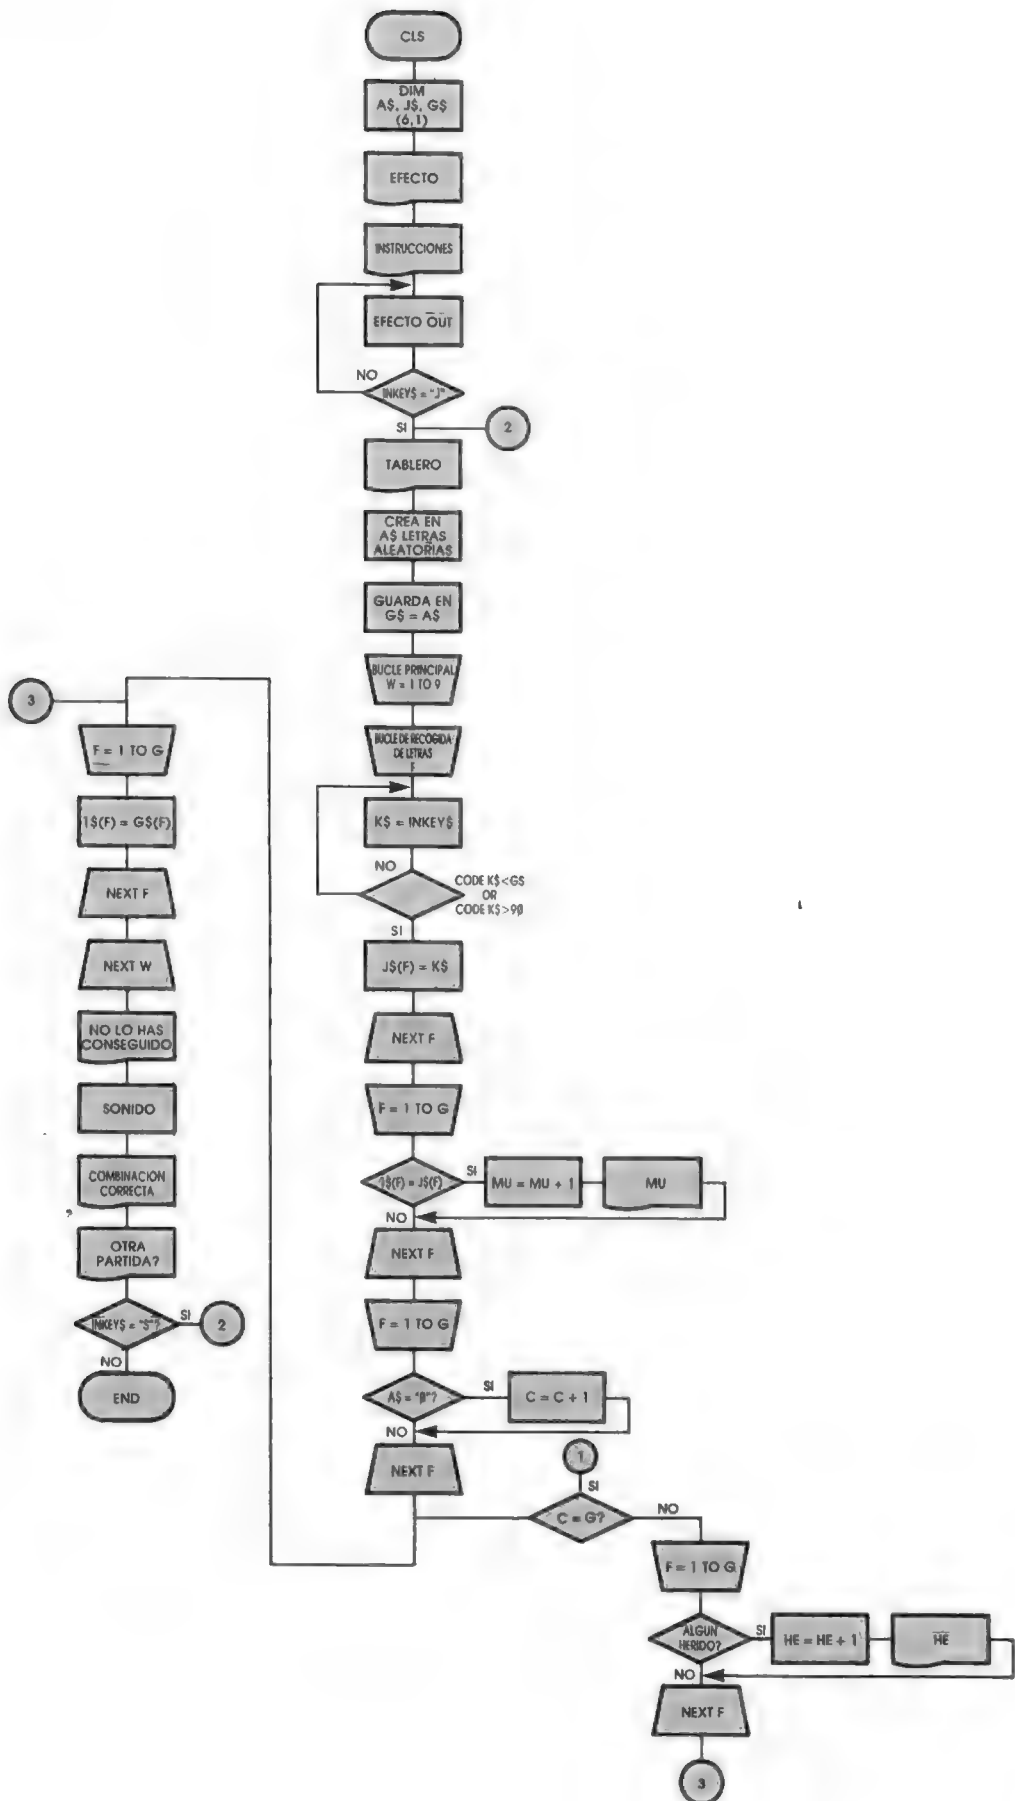 CLS
DIM
A$, J$, G$
(6,1)
EFECTO
INSTRUCCIONES
EFECTO OUT
NO
INKEY$ = "J"
SI
2
TABLERO
CREA EN
A$ LETRAS
ALEATORIAS
GUARDA EN
G$ = A$
BUCLE PRINCIPAL
W = 1 TO 9
BUCLE DE RECOGIDA
DE LETRAS
F
K$ = INKEY$
NO
CODE K$<G$
OR
CODE K$>90
SI
J$(F) = K$
NEXT F
F = 1 TO G
$(F) = J$(F)
SI
MU = MU + 1
MU
NO
NEXT F
F = 1 TO G
A$ = "0"?
SI
C = C + 1
NO
NEXT F
1
SI
C = G?
NO
F = 1 TO G
ALGUN
HERIDO?
SI
HE = HE + 1
HE
NO
NEXT F
3
3
F = 1 TO G
1$(F) = G$(F)
NEXT F
NEXT W
NO LO HAS
CONSEGUIDO
SONIDO
COMBINACION
CORRECTA
OTRA
PARTIDA?
INKEY$ = "S"?
SI
2
NO
END